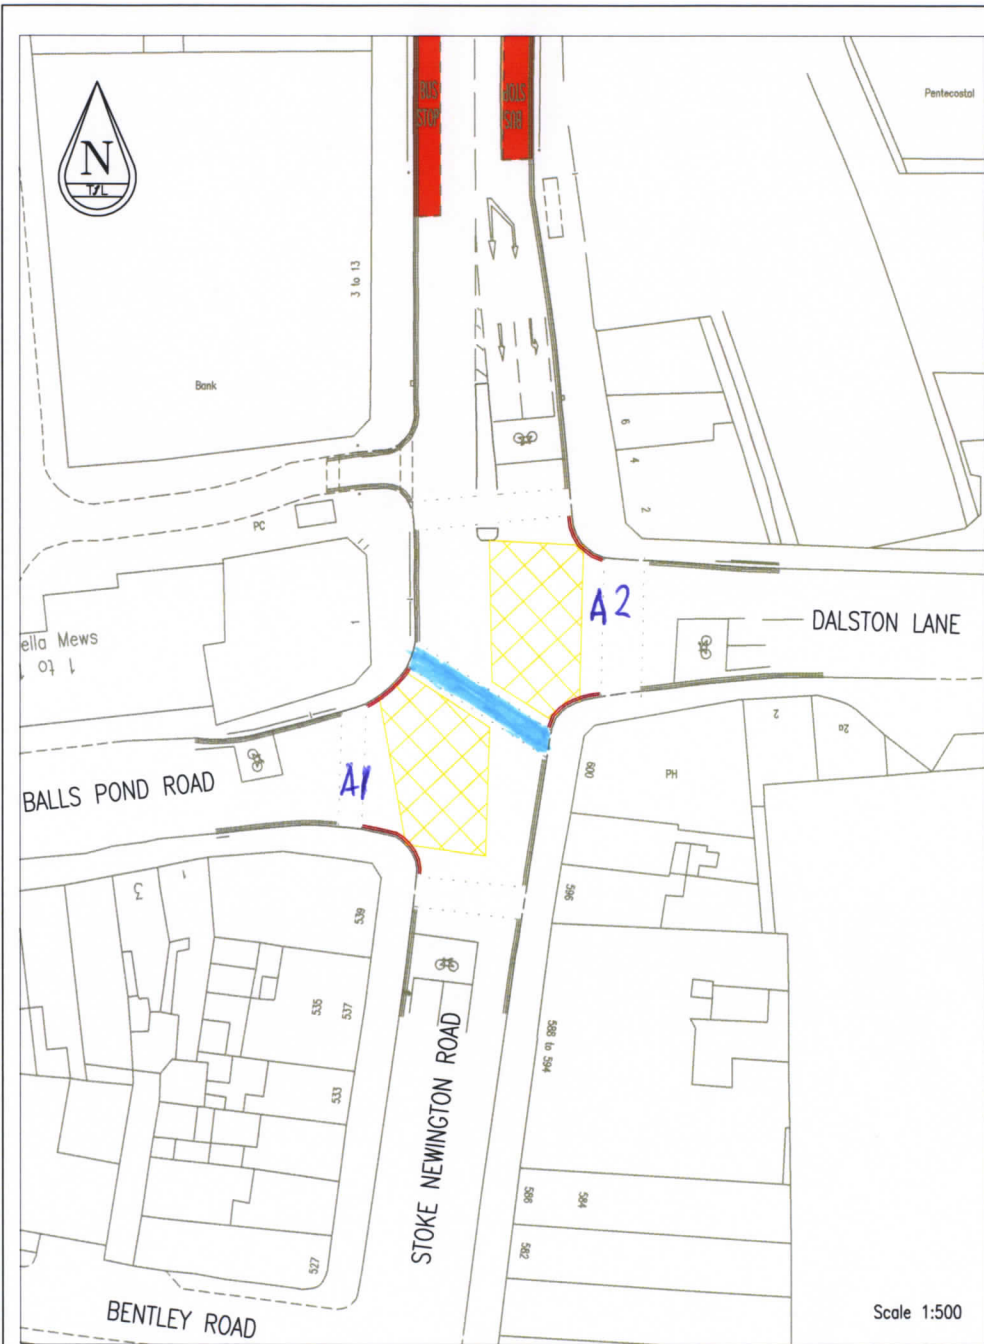 BUS
STOP
BUS
STOP
Pentecostal
N
TfL
3 to 13
Bank
6
4
2
PC
1
A2
DALSTON LANE
ella Mews
1 to 1
2
2a
600
PH
A1
BALLS POND ROAD
596
1
3
539
535
537
533
588 to 594
STOKE NEWINGTON ROAD
586
584
582
527
BENTLEY ROAD
Scale 1:500